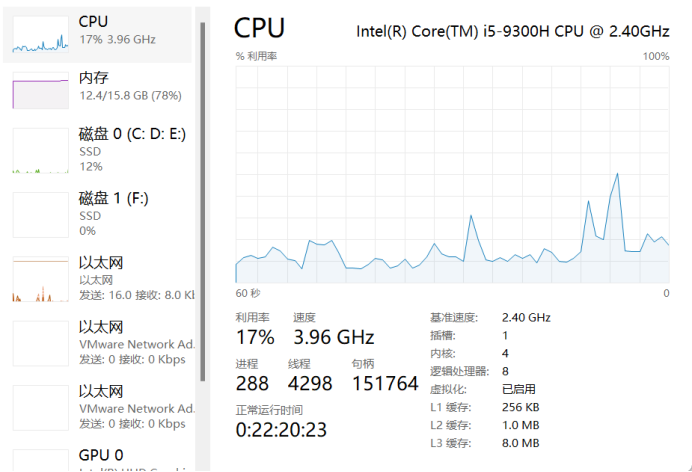 CPU
17% 3.96 GHz
内存
12.4/15.8 GB (78%)
磁盘 0 (C: D: E:)
SSD
12%
磁盘 1 (F:)
SSD
0%
以太网
以太网
发送: 16.0 接收: 8.0 K
以太网
VMware Network Ad.
发送: 0 接收: 0 Kbps
以太网
VMware Network Ad.
发送: 0 接收: 0 Kbps
GPU 0
CPU
Intel(R) Core(TM) i5-9300H CPU @ 2.40GHz
% 利用率
100%
60 秒
0
利用率
速度
17%
3.96 GHz
进程
线程
句柄
288
4298
151764
正常运行时间
0:22:20:23
基准速度: 2.40 GHz
插槽: 1
内核: 4
逻辑处理器: 8
虚拟化: 已启用
L1 缓存: 256 KB
L2 缓存: 1.0 MB
L3 缓存: 8.0 MB